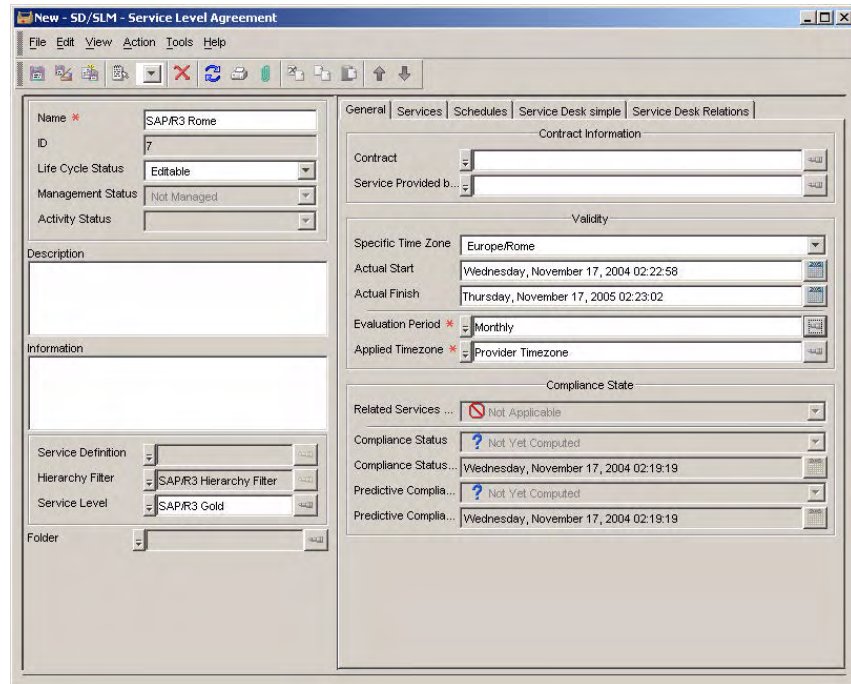 New - SD/SLM - Service Level Agreement
File Edit View Action Tools Help
Name * SAP/R3 Rome
ID 7
Life Cycle Status Editable
Management Status Not Managed
Activity Status
Description
Information
Service Definition
Hierarchy Filter SAP/R3 Hierarchy Filter
Service Level SAP/R3 Gold
Folder
General Services Schedules Service Desk simple Service Desk Relations
Contract Information
Contract
Service Provided b...
Validity
Specific Time Zone Europe/Rome
Actual Start Wednesday, November 17, 2004 02:22:58
Actual Finish Thursday, November 17, 2005 02:23:02
Evaluation Period * Monthly
Applied Timezone * Provider Timezone
Compliance State
Related Services ... Not Applicable
Compliance Status ? Not Yet Computed
Compliance Status... Wednesday, November 17, 2004 02:19:19
Predictive Complia... ? Not Yet Computed
Predictive Complia... Wednesday, November 17, 2004 02:19:19